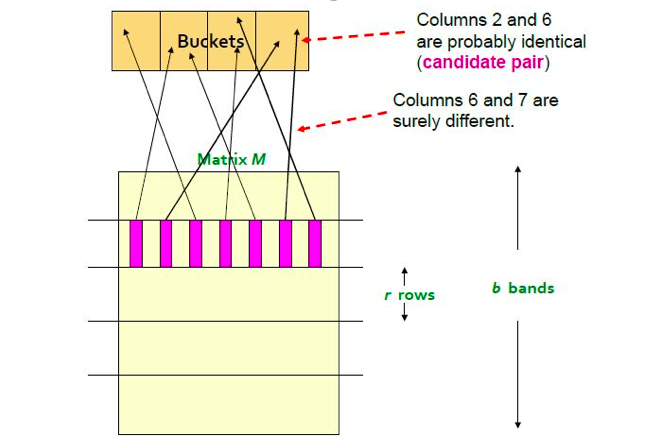 Columns 2 and 6
are probably identical
(candidate pair)
Buckets
Columns 6 and 7 are
surely different.
Matrix M
r rows
b bands